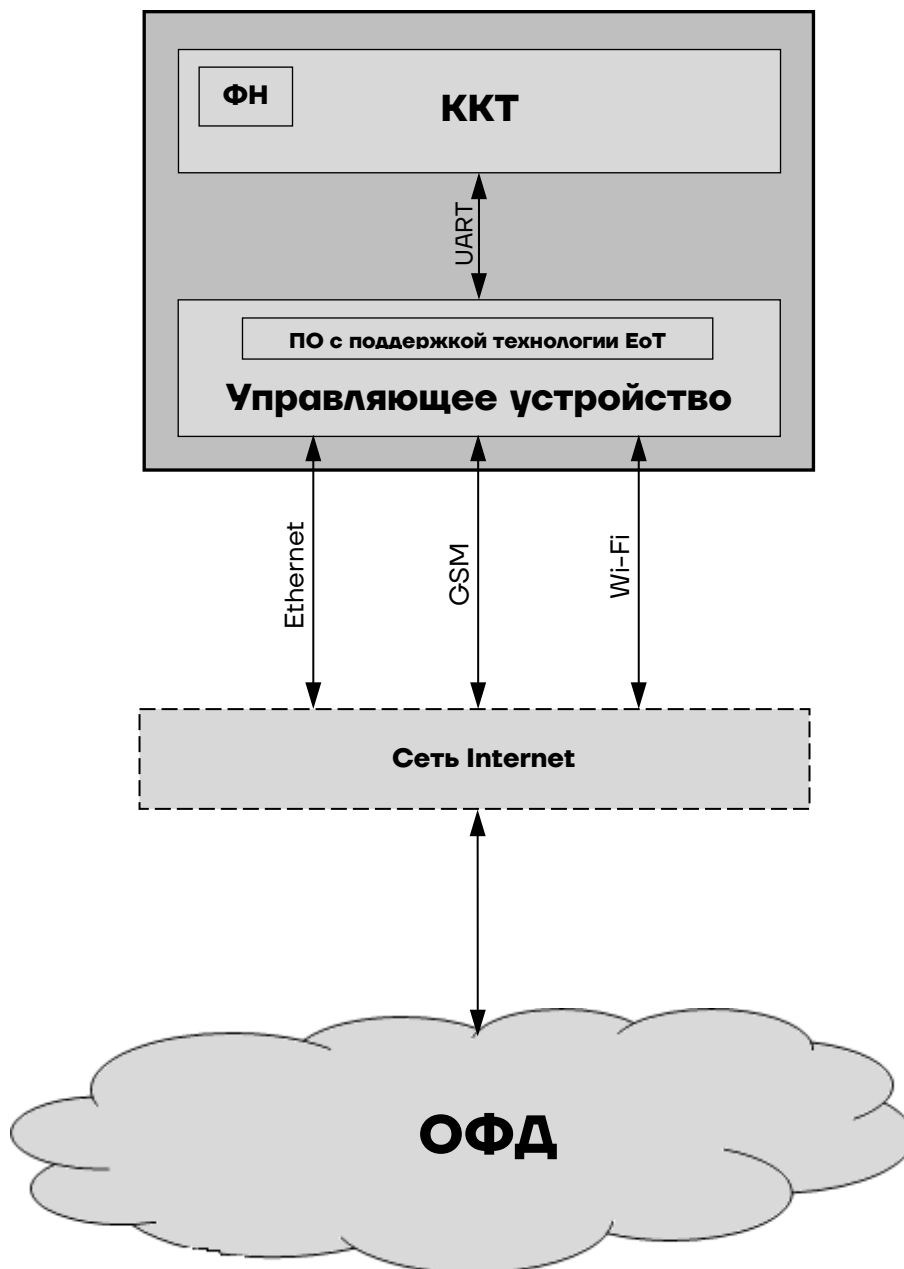 ФН
ККТ
UART
ПО с поддержкой технологии EoT
Управляющее устройство
Ethernet
GSM
Wi-Fi
Сеть Internet
ОФД